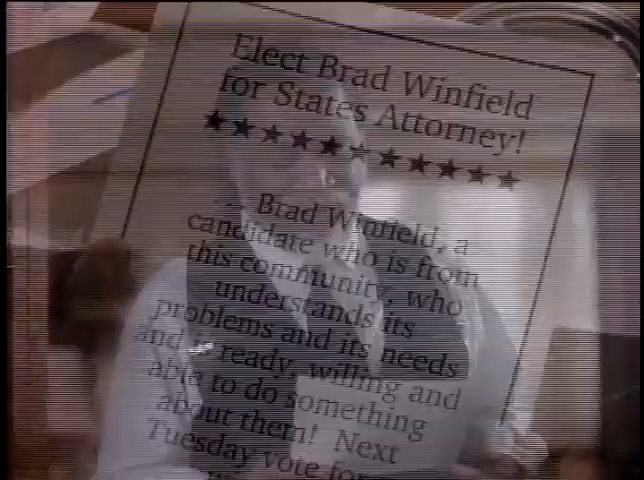 Elect Brad Winfield
for States Attorney!
★★★★★★★★★★★
Brad Winfield, a
candidate who is from
this community, who
understands its
problems and its needs
and is ready, willing and
able to do something
about them! Next
Tuesday vote for